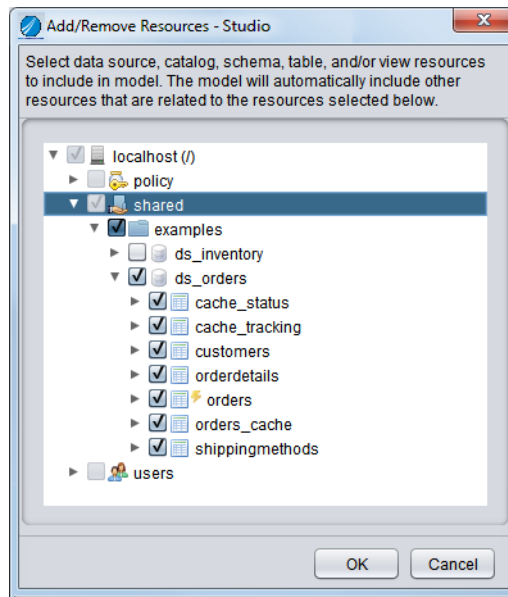 Add/Remove Resources - Studio
Select data source, catalog, schema, table, and/or view resources
to include in model. The model will automatically include other
resources that are related to the resources selected below.
localhost (/)
policy
shared
examples
ds_inventory
ds_orders
cache_status
cache_tracking
customers
orderdetails
orders
orders_cache
shippingmethods
users
OK
Cancel